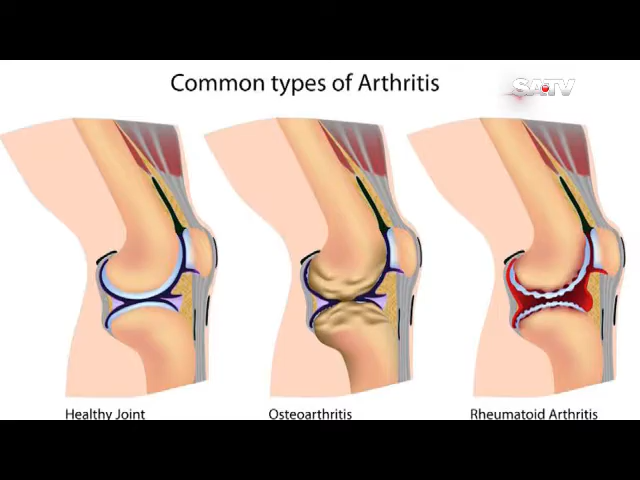 Common types of Arthritis
SATV
Healthy Joint
Osteoarthritis
Rheumatoid Arthritis